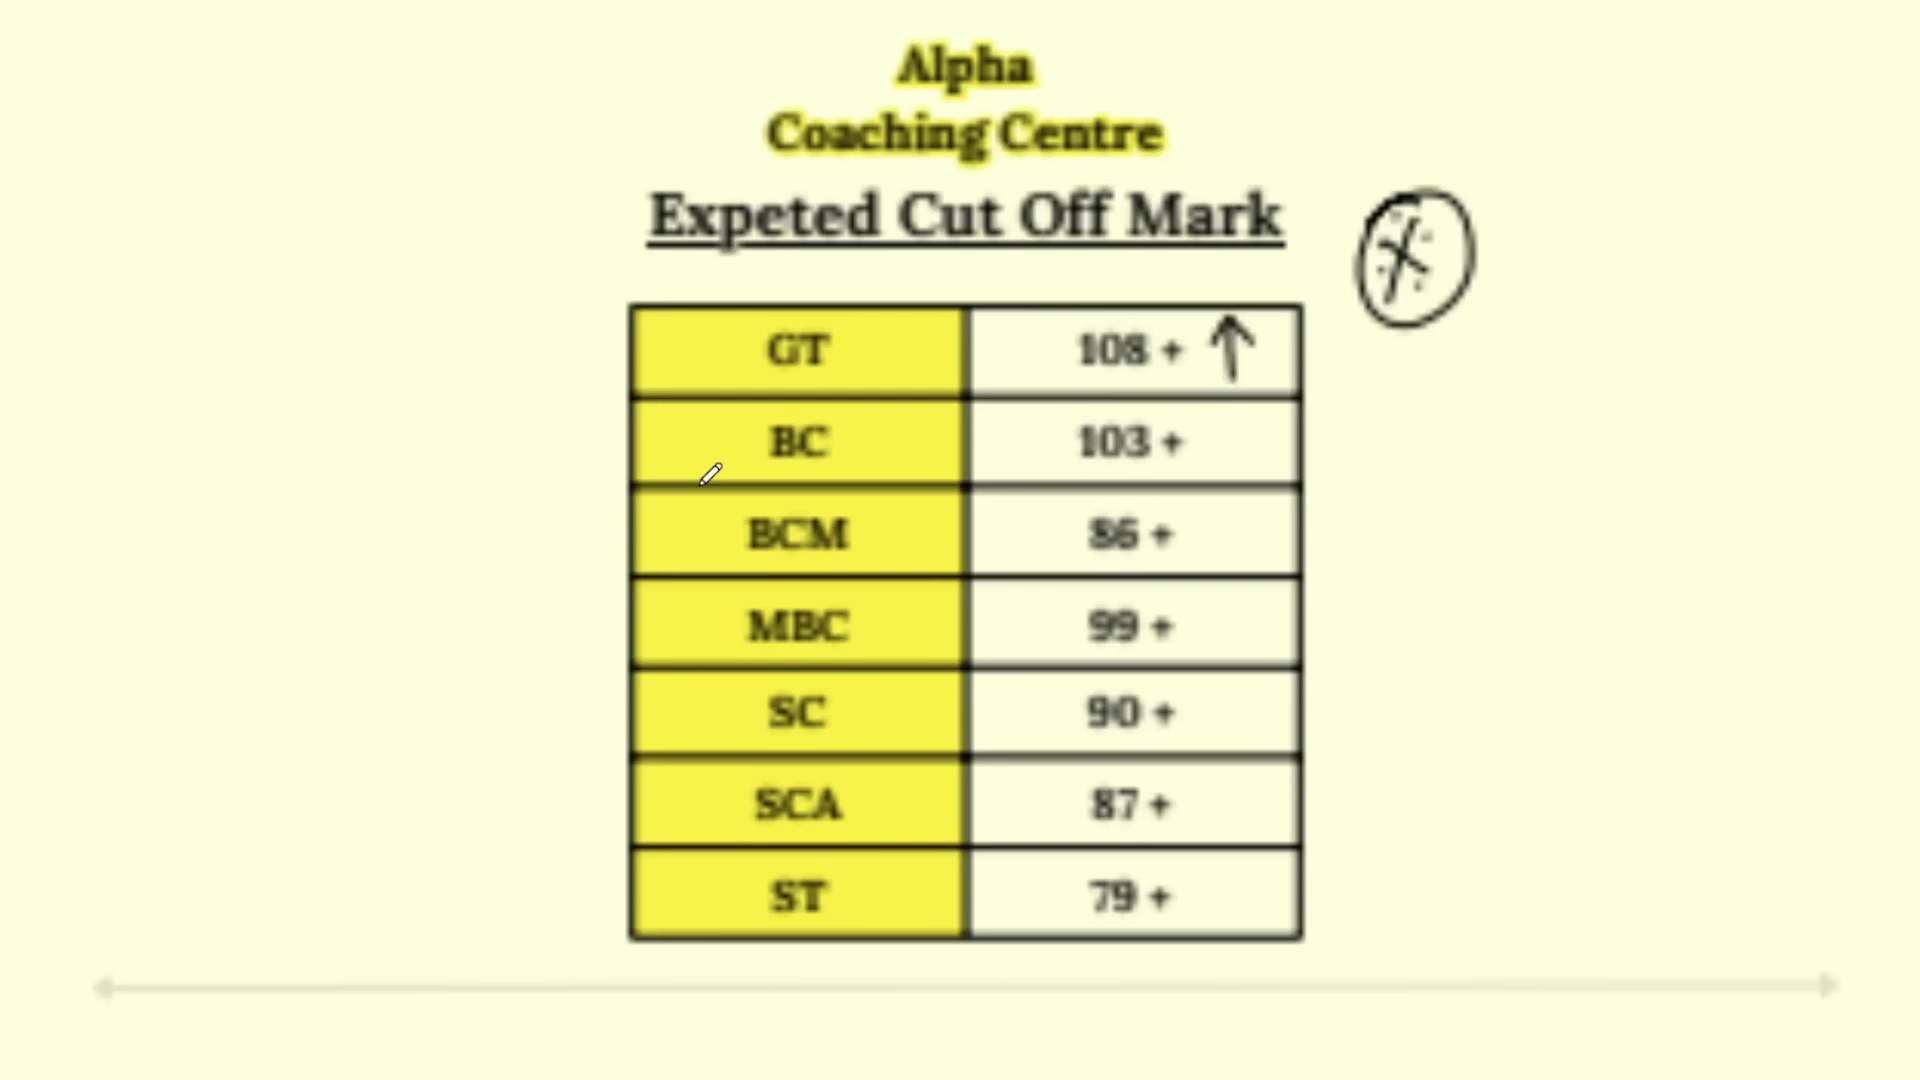 Alpha
Coaching Centre
Expeted Cut Off Mark
GT 108 + ↑
BC 103 +
BCM 86 +
MBC 99 +
SC 90 +
SCA 87 +
ST 79 +